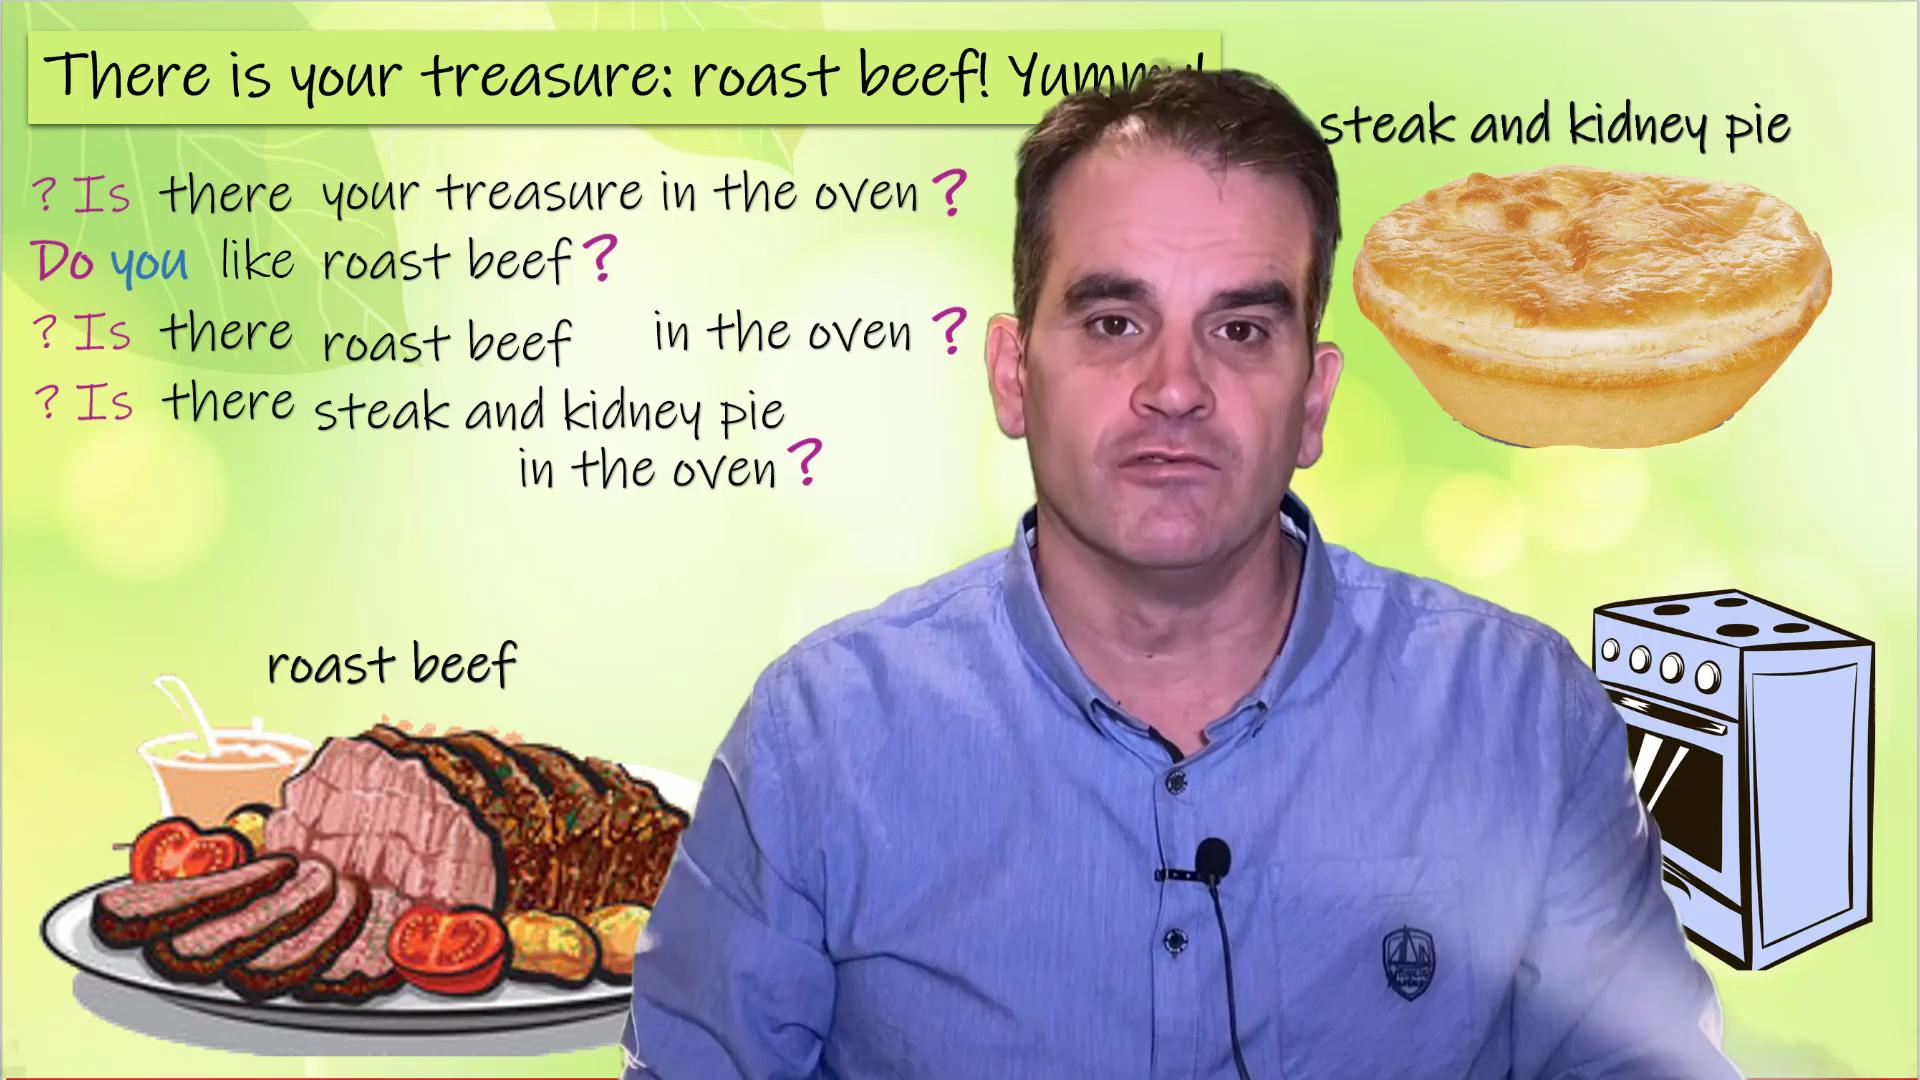 There is your treasure: roast beef! Yummy!
steak and kidney pie
? Is there your treasure in the oven ?
Do you like roast beef ?
? Is there roast beef in the oven ?
? Is there steak and kidney pie
in the oven ?
roast beef